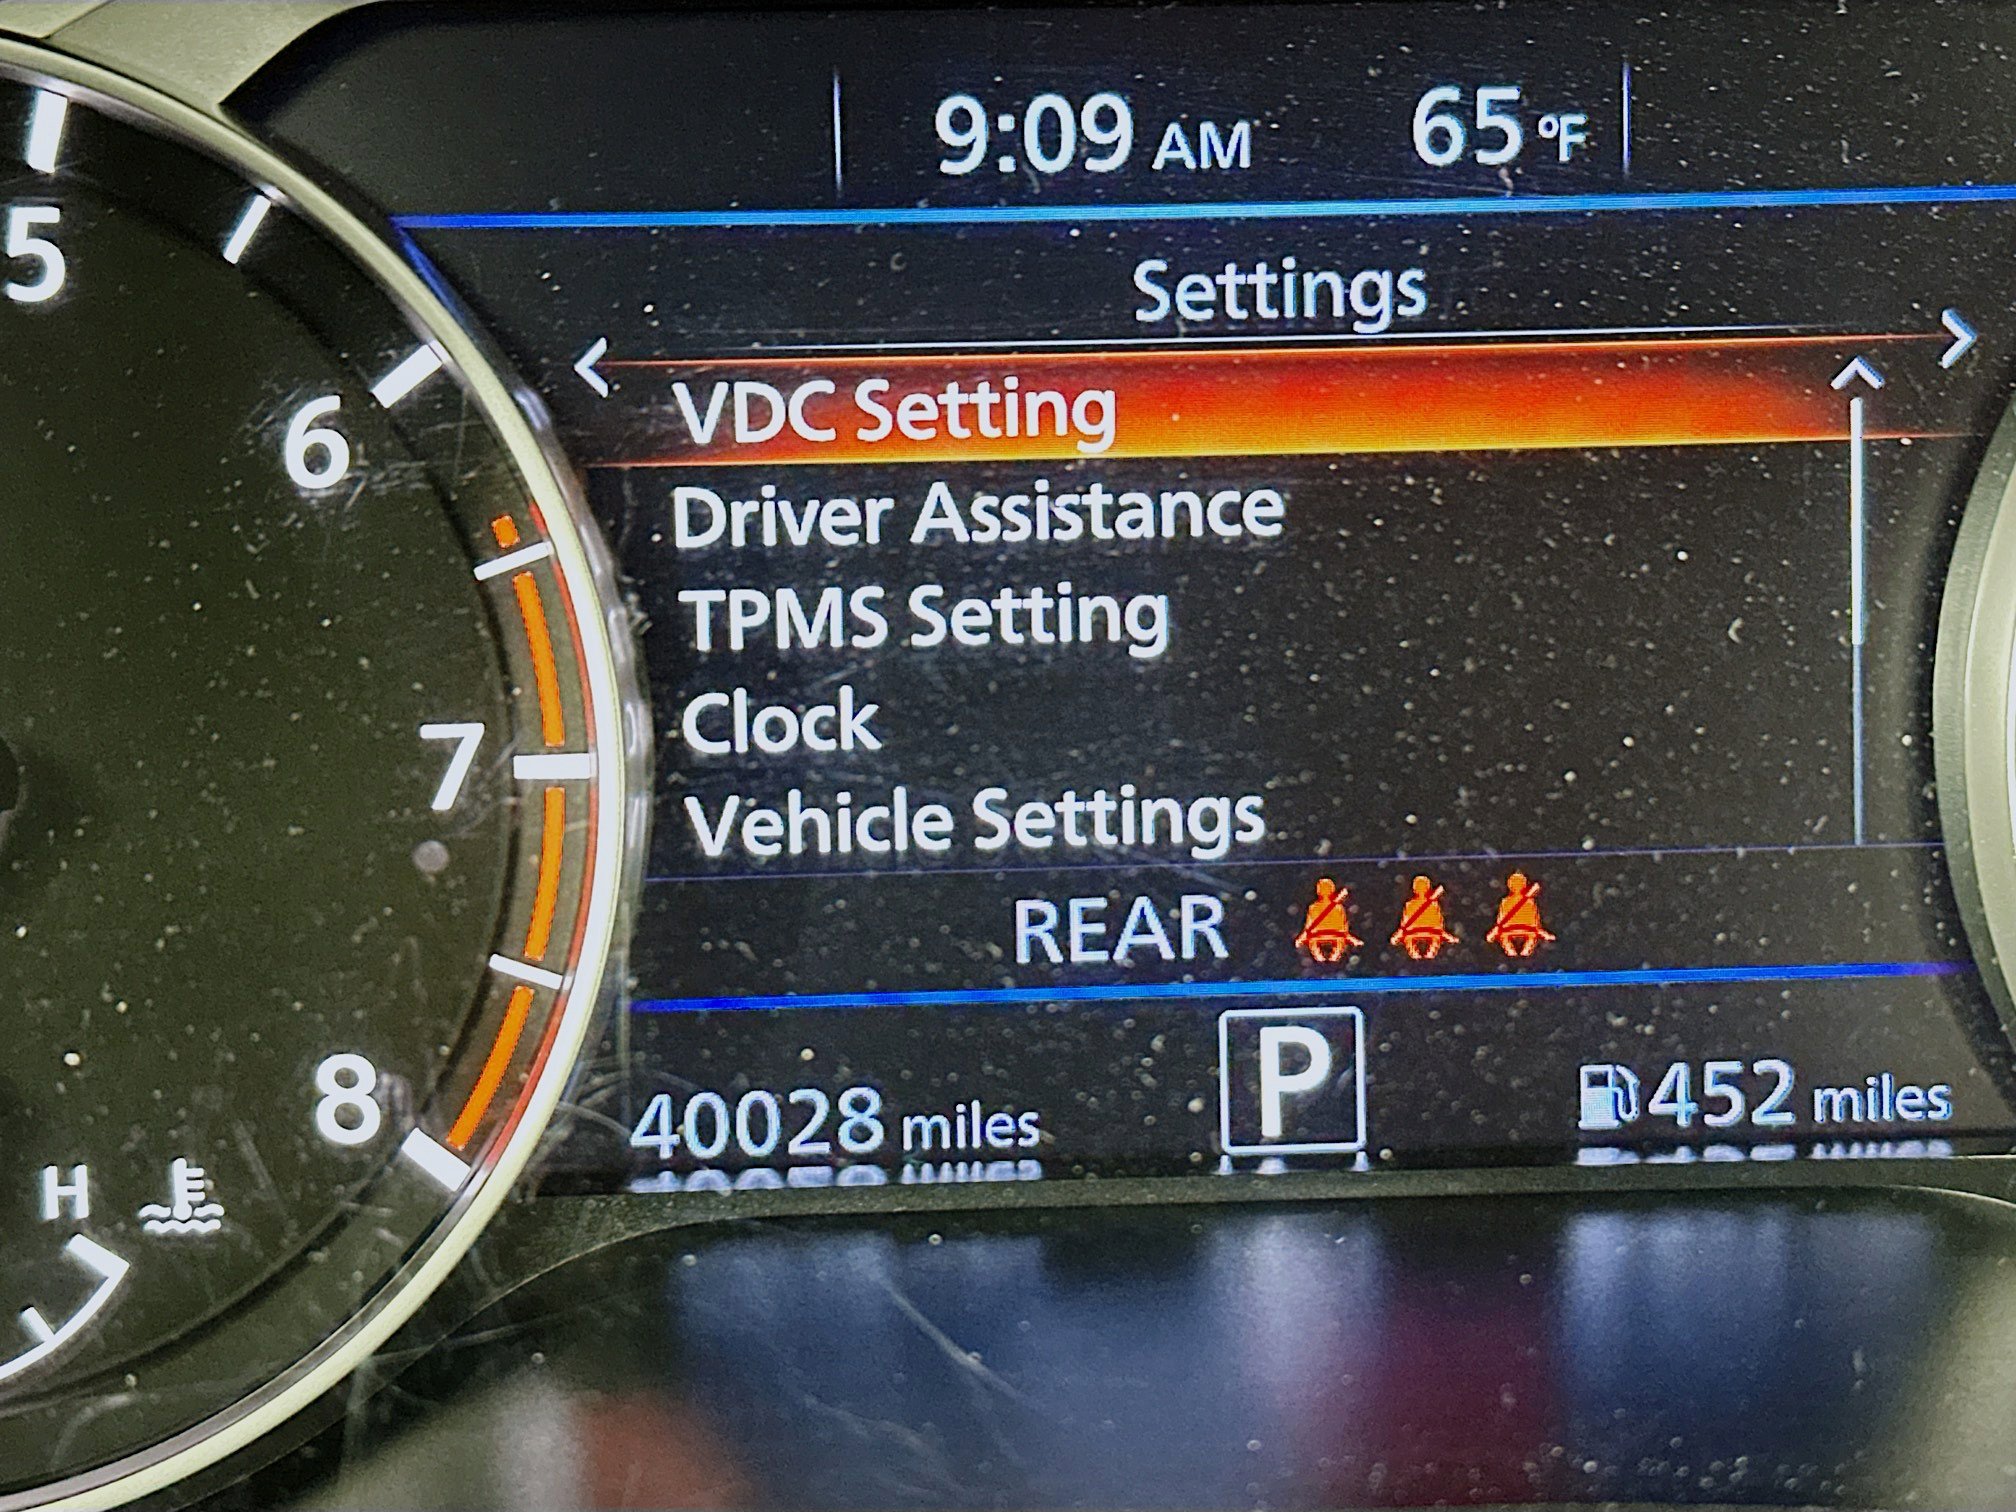 9:09 AM 65 °F
Settings
VDC Setting
Driver Assistance
TPMS Setting
Clock
Vehicle Settings
REAR
P
40028 miles 452 miles
5
6
7
8
H